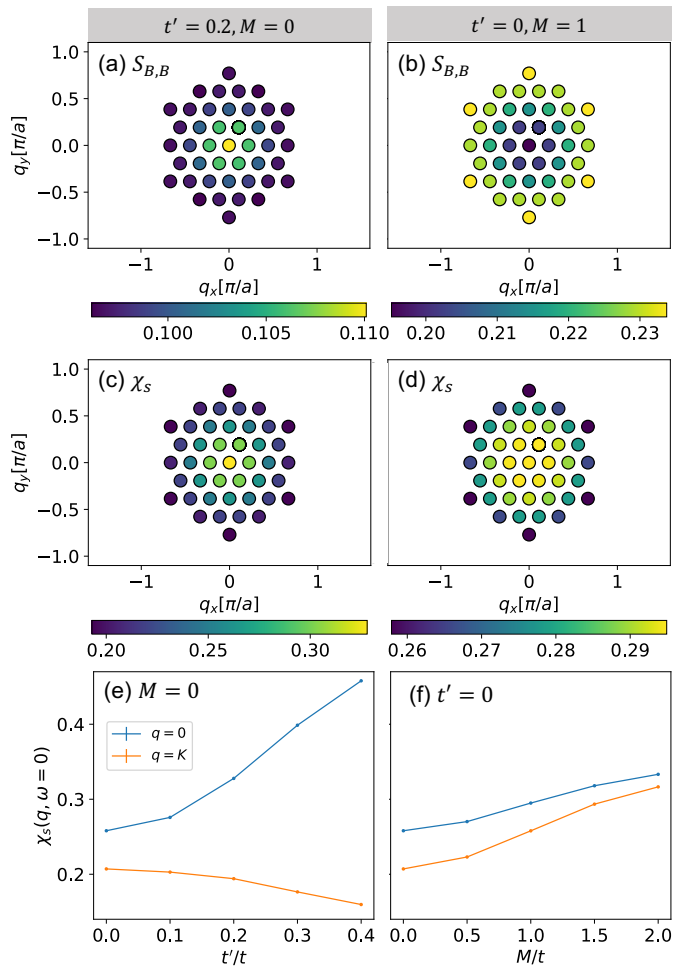 t′ = 0.2, M = 0
t′ = 0, M = 1
(a) S_{B,B}
(b) S_{B,B}
1.0
0.5
0.0
−0.5
−1.0
q_y[π/a]
−1 0 1
−1 0 1
q_x[π/a]
q_x[π/a]
0.100 0.105 0.110
0.20 0.21 0.22 0.23
(c) χ_s
(d) χ_s
1.0
0.5
0.0
−0.5
−1.0
q_y[π/a]
−1 0 1
−1 0 1
q_x[π/a]
q_x[π/a]
0.20 0.25 0.30
0.26 0.27 0.28 0.29
(e) M = 0
(f) t′ = 0
q = 0
q = K
0.4
0.3
0.2
χ_s(q, ω = 0)
0.0 0.1 0.2 0.3 0.4
0.0 0.5 1.0 1.5 2.0
t′/t
M/t